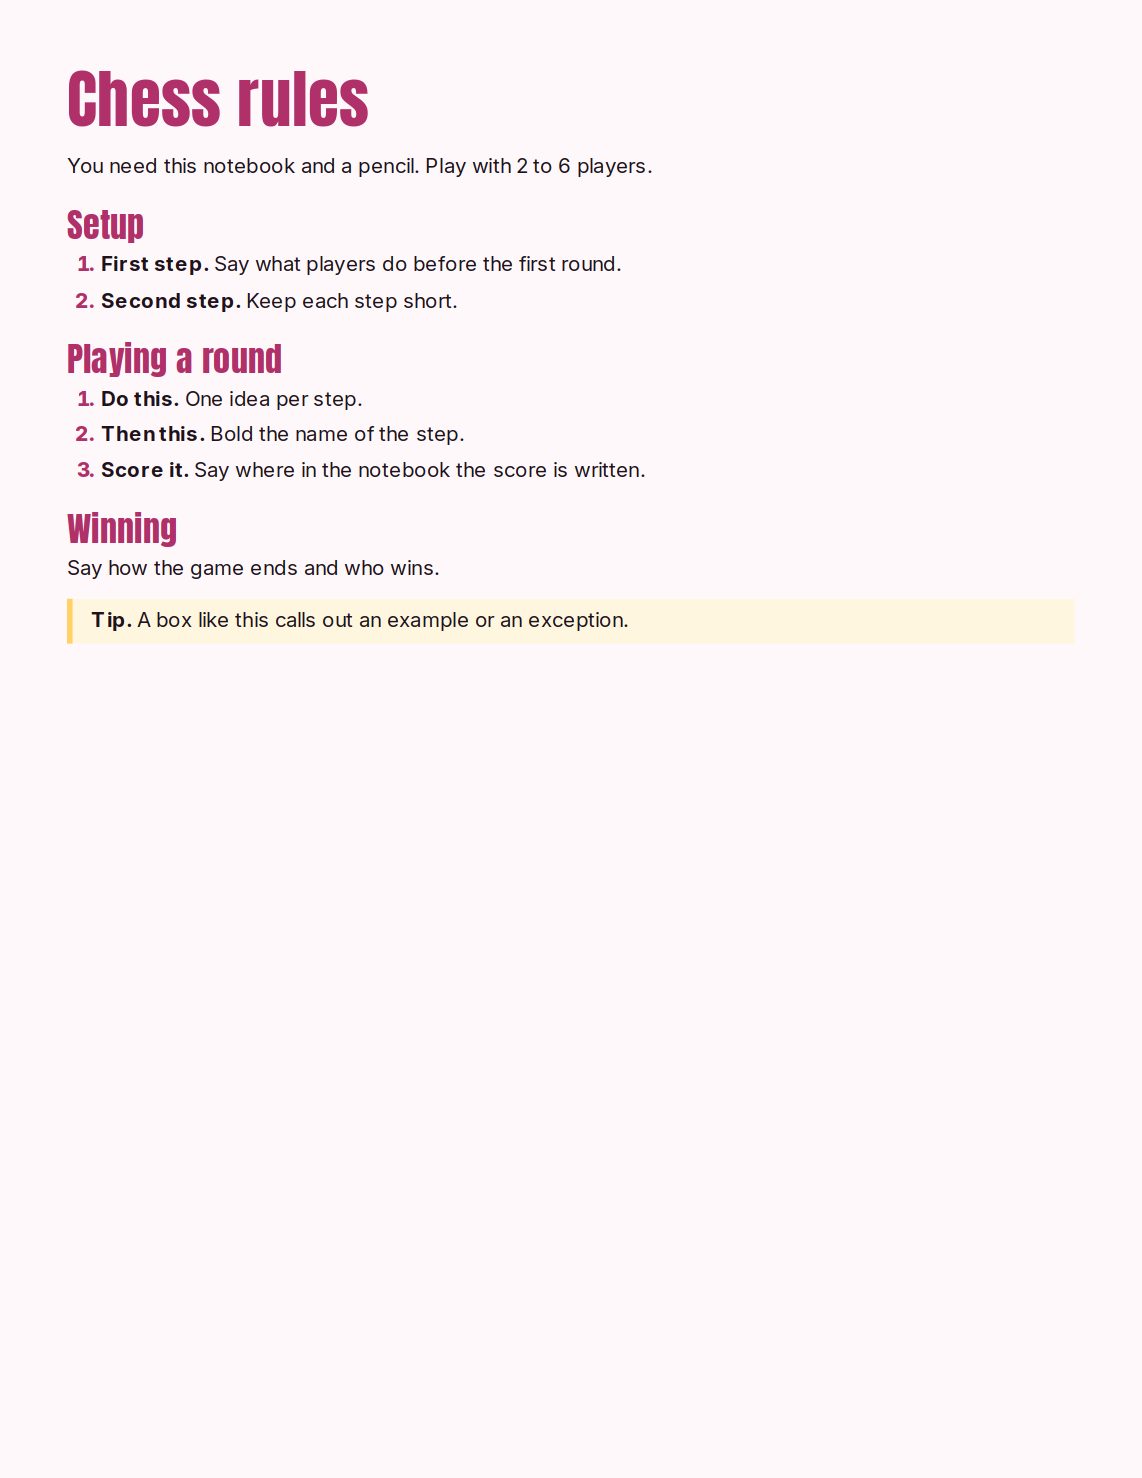 Chess rules
You need this notebook and a pencil. Play with 2 to 6 players.
Setup
1. First step. Say what players do before the first round.
2. Second step. Keep each step short.
Playing a round
1. Do this. One idea per step.
2. Then this. Bold the name of the step.
3. Score it. Say where in the notebook the score is written.
Winning
Say how the game ends and who wins.
Tip. A box like this calls out an example or an exception.